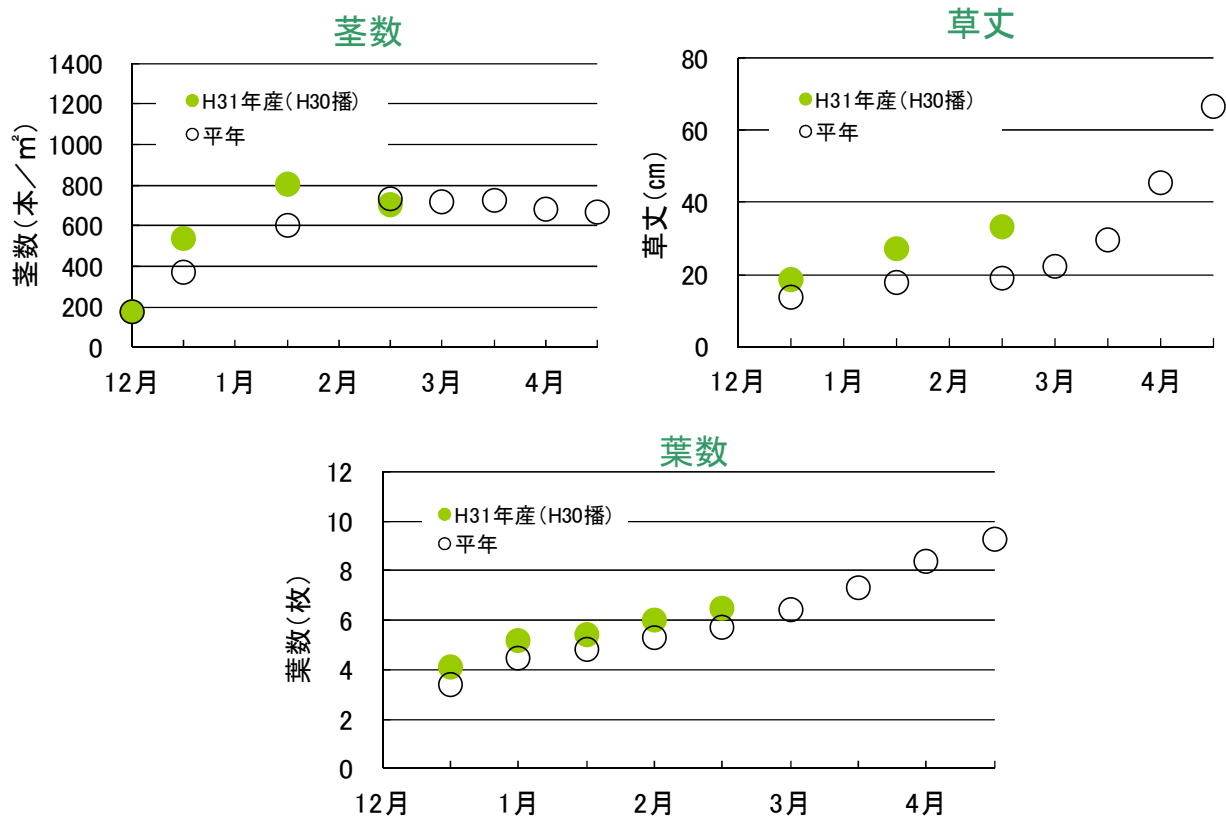 茎数
1400
1200
1000
800
600
400
200
0
茎数(本/㎡)
●H31年産(H30播)
○平年
12月 1月 2月 3月 4月
草丈
80
60
40
20
0
草丈(㎝)
●H31年産(H30播)
○平年
12月 1月 2月 3月 4月
葉数
12
10
8
6
4
2
0
葉数(枚)
●H31年産(H30播)
○平年
12月 1月 2月 3月 4月